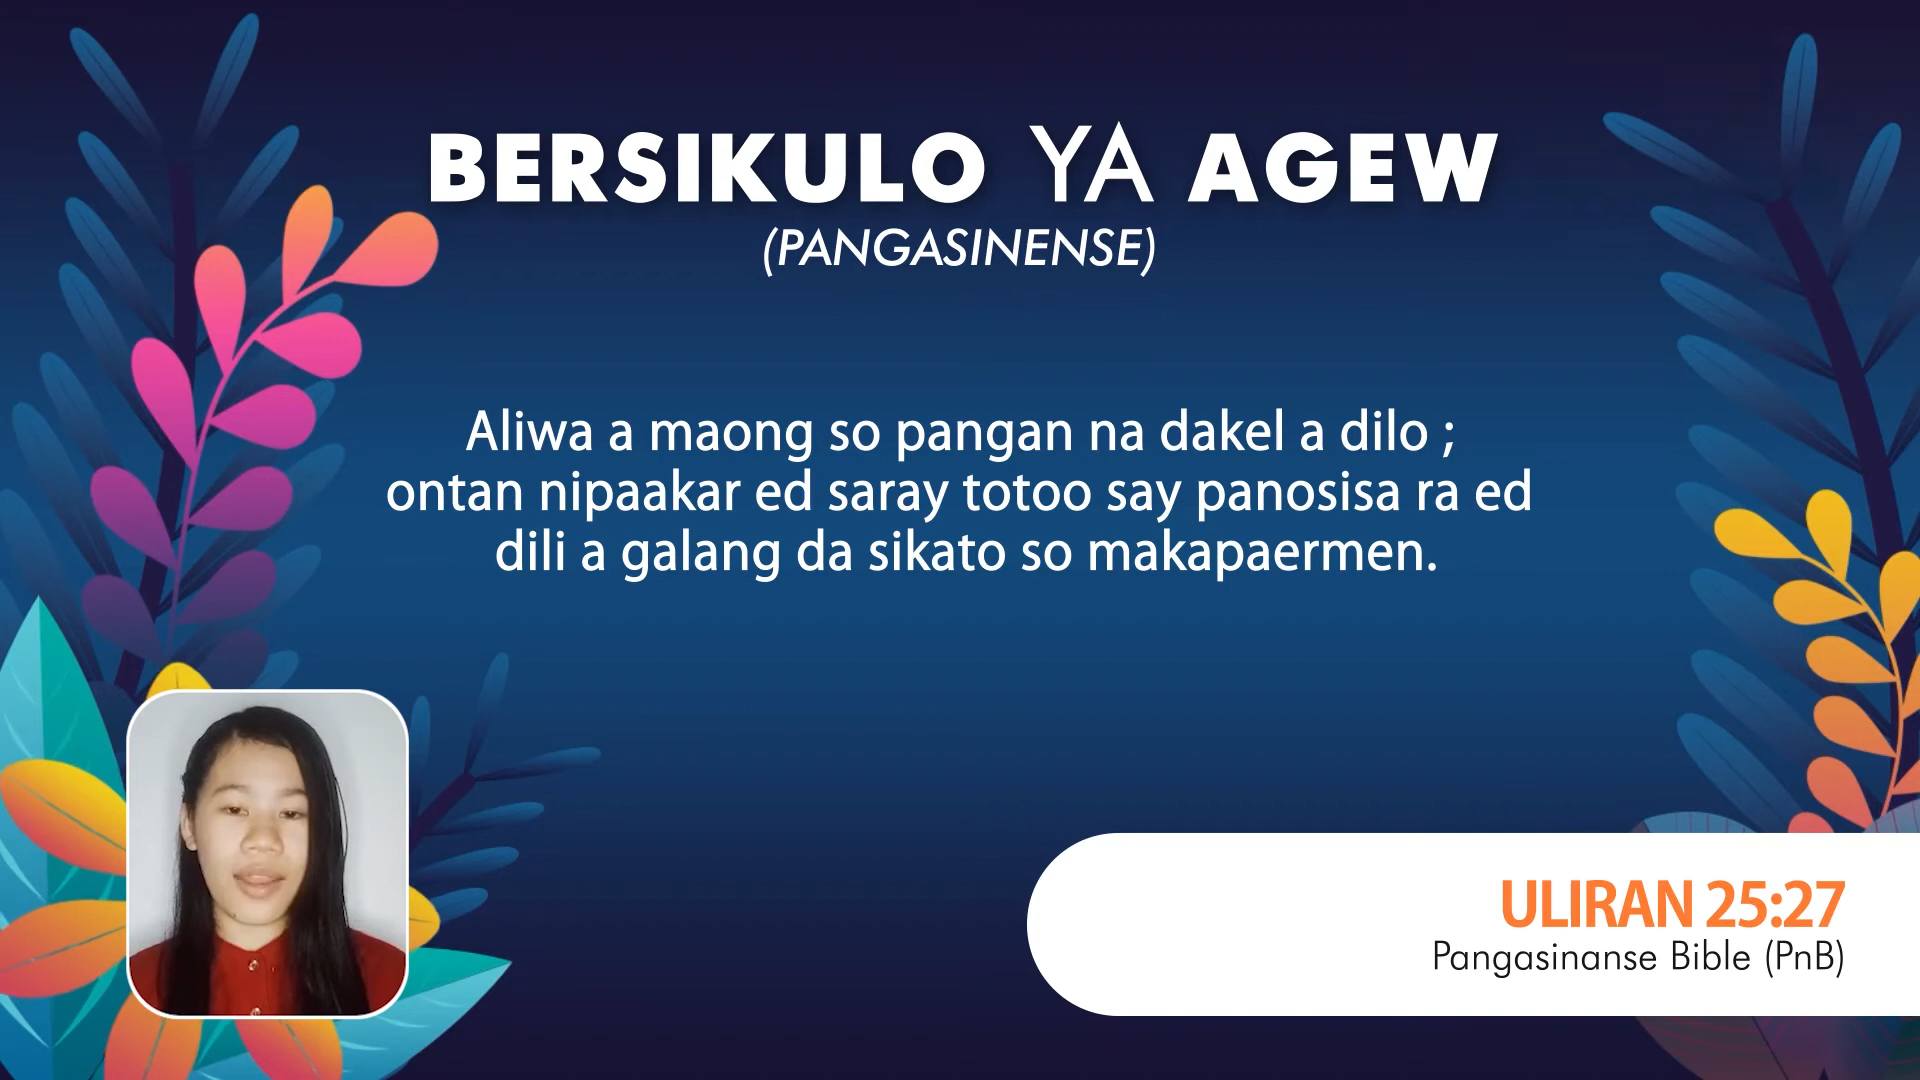 BERSIKULO YA AGEW
(PANGASINENSE)
Aliwa a maong so pangan na dakel a dilo ;
ontan nipaakar ed saray totoo say panosisa ra ed
dili a galang da sikato so makapaermen.
ULIRAN 25:27
Pangasinanse Bible (PnB)